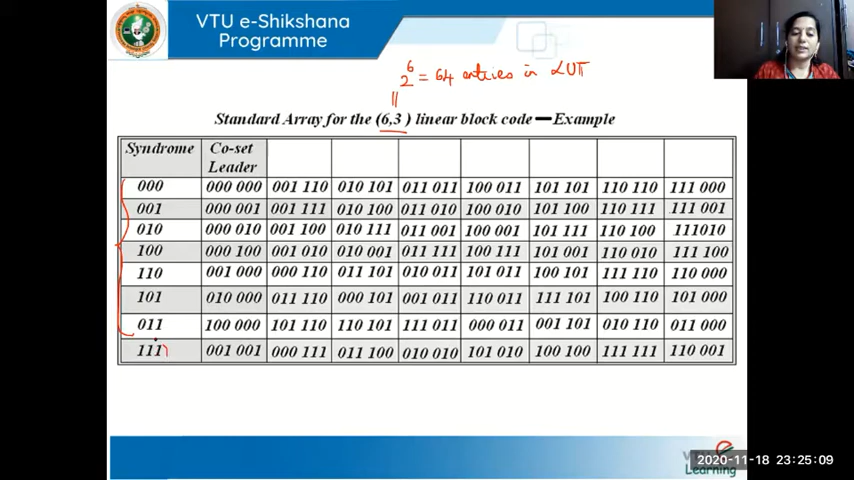 VTU e-Shikshana
Programme
2^6 = 64 entries in LUT
Standard Array for the (6,3) linear block code — Example
Syndrome Co-set Leader
000 000 000 001 110 010 101 011 011 100 011 101 101 110 110 111 000
001 000 001 001 111 010 100 011 010 100 010 101 100 110 111 111 001
010 000 010 001 100 010 111 011 001 100 001 101 111 110 100 111010
100 000 100 001 010 010 001 011 111 100 111 101 001 110 010 111 100
110 001 000 000 110 011 101 010 011 101 011 100 101 111 110 110 000
101 010 000 011 110 000 101 001 011 110 011 111 101 100 110 101 000
011 100 000 101 110 110 101 111 011 000 011 001 101 010 110 011 000
111 001 001 000 111 011 100 010 010 101 010 100 100 111 111 110 001
2020-11-18 23:25:09
Learning